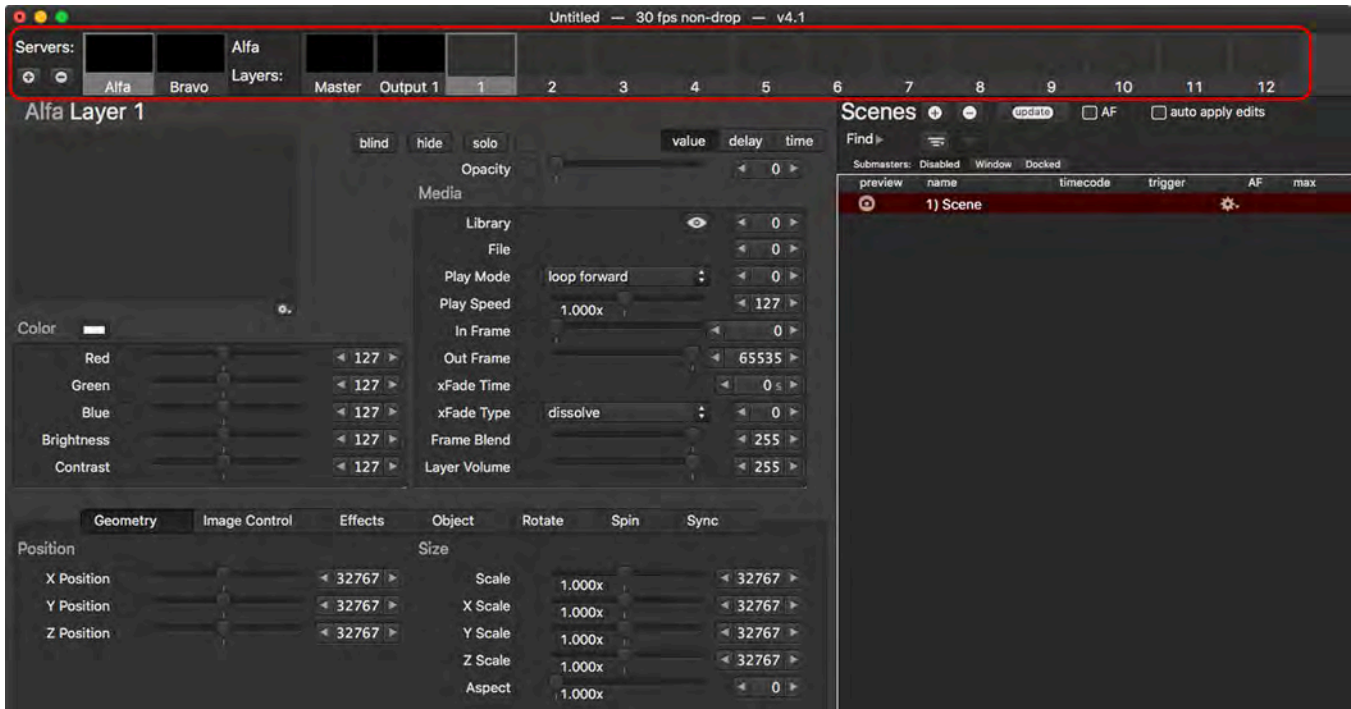 Untitled — 30 fps non-drop — v4.1
Servers:
Alfa
Bravo
Alfa
Layers:
Master
Output 1
1
2
3
4
5
6
7
8
9
10
11
12
Alfa Layer 1
blind hide solo
value delay time
Opacity 0
Media
Library 0
File 0
Play Mode loop forward 0
Play Speed 1.000x 127
In Frame 0
Out Frame 65535
xFade Time 0 s
xFade Type dissolve 0
Frame Blend 255
Layer Volume 255
Color
Red 127
Green 127
Blue 127
Brightness 127
Contrast 127
Geometry Image Control Effects Object Rotate Spin Sync
Position
X Position 32767
Y Position 32767
Z Position 32767
Size
Scale 1.000x 32767
X Scale 1.000x 32767
Y Scale 1.000x 32767
Z Scale 1.000x 32767
Aspect 1.000x 0
Scenes update AF auto apply edits
Find
Submasters: Disabled Window Docked
preview name timecode trigger AF max
1) Scene